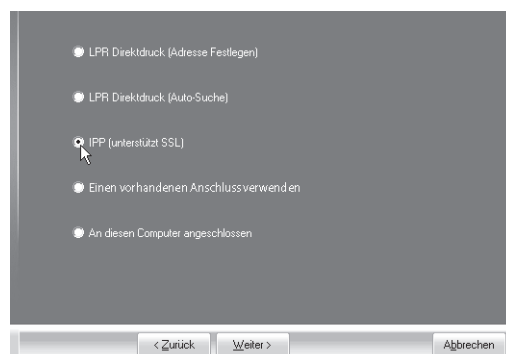 LPR Direktdruck (Adresse Festlegen)
LPR Direktdruck (Auto-Suche)
IPP (unterstützt SSL)
Einen vorhandenen Anschluss verwenden
An diesen Computer angeschlossen
< Zurück Weiter > Abbrechen